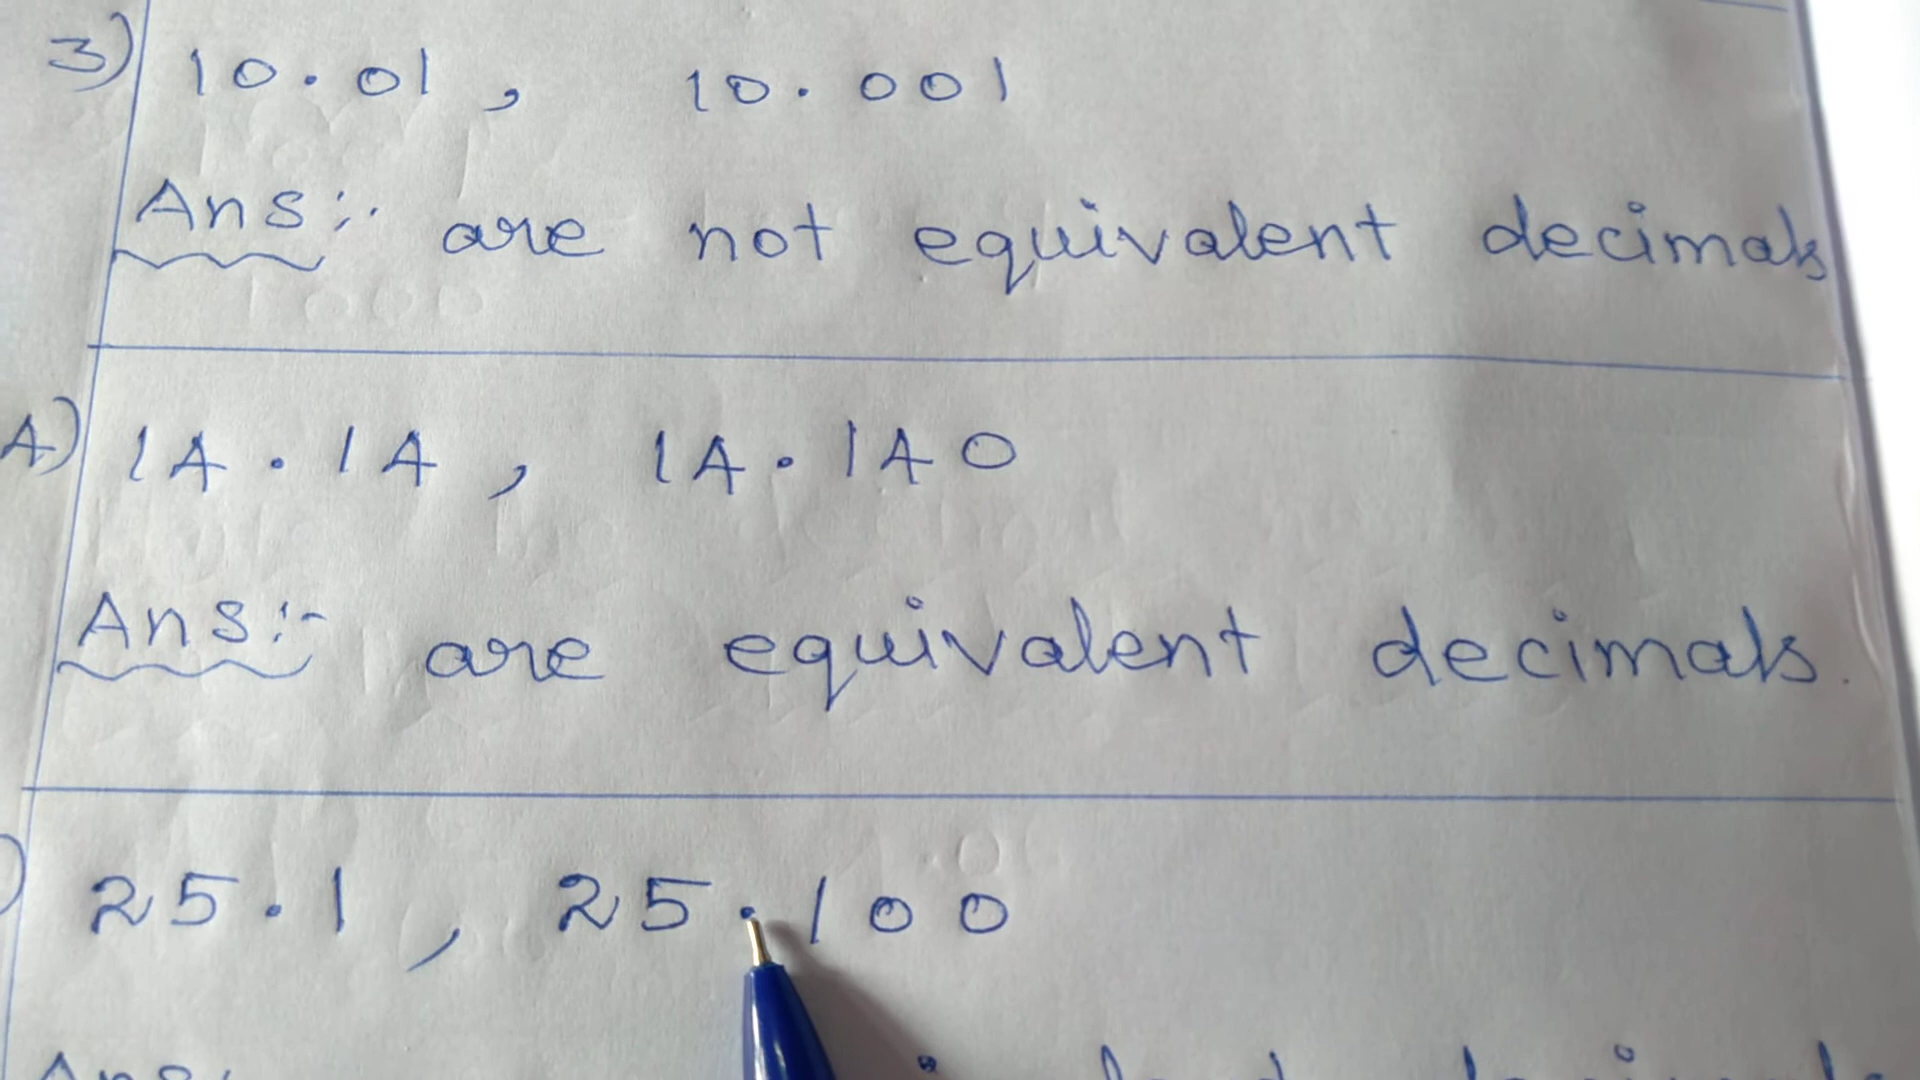 3) 10.01, 10.001
Ans:- are not equivalent decimals
4) 14.14, 14.140
Ans:- are equivalent decimals.
) 25.1, 25.100
Ans: